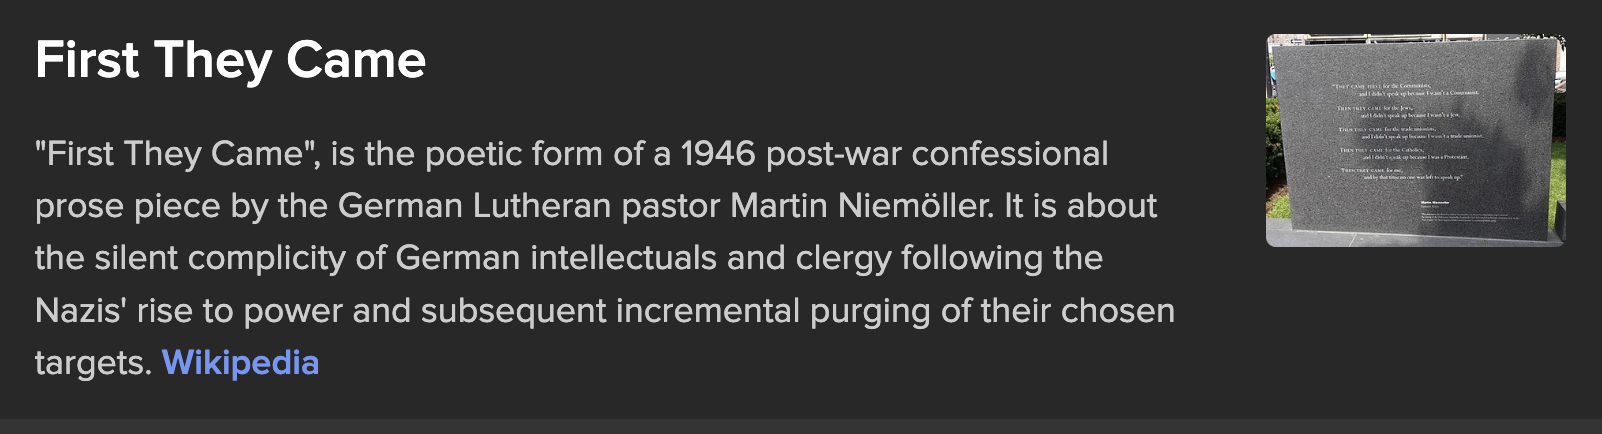 First They Came
"First They Came", is the poetic form of a 1946 post-war confessional
prose piece by the German Lutheran pastor Martin Niemöller. It is about
the silent complicity of German intellectuals and clergy following the
Nazis' rise to power and subsequent incremental purging of their chosen
targets. Wikipedia
"THEY CAME FIRST for the Communists,
and I didn't speak up because I wasn't a Communist.
THEN THEY CAME for the Jews,
and I didn't speak up because I wasn't a Jew.
THEN THEY CAME for the trade unionists,
and I didn't speak up because I wasn't a trade unionist.
THEN THEY CAME for the Catholics,
and I didn't speak up because I was a Protestant.
THEN THEY CAME for me,
and by that time no one was left to speak up."
Martin Niemoeller